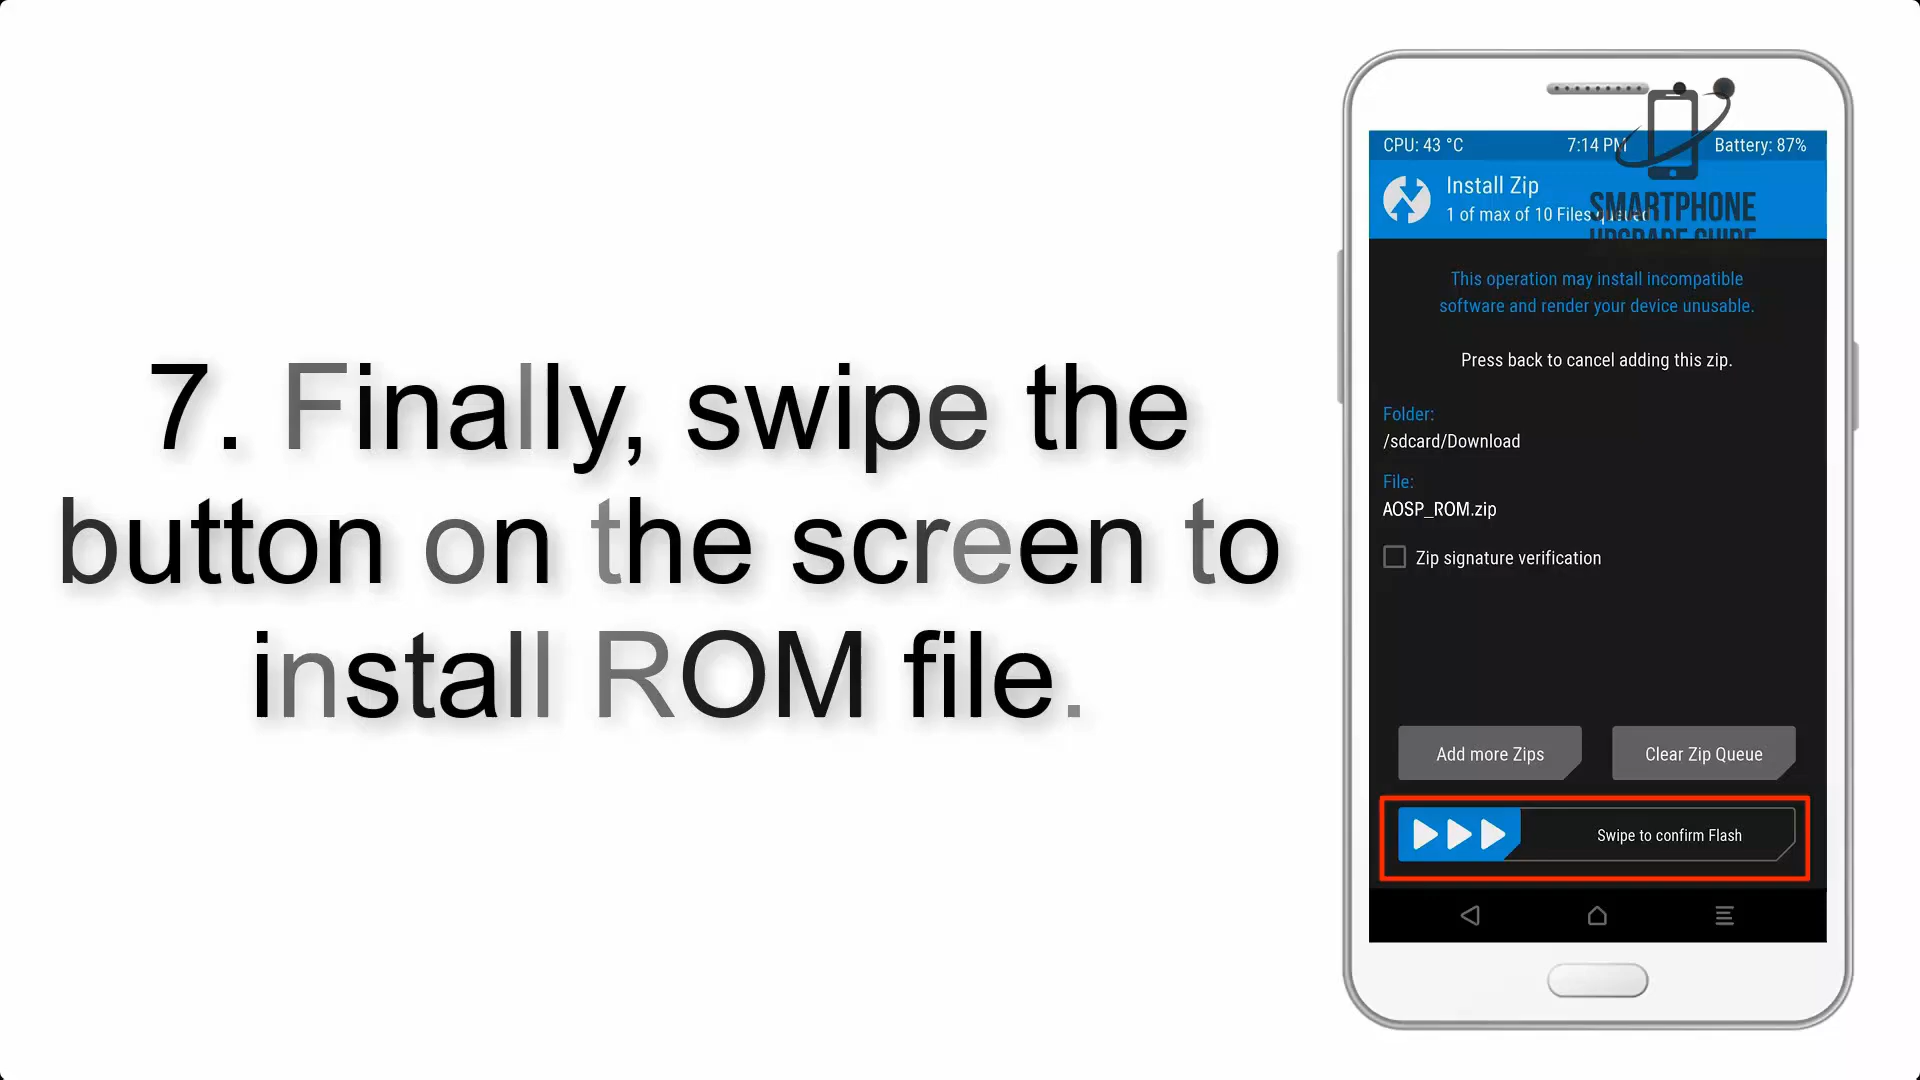 7. Finally, swipe the
button on the screen to
install ROM file.
CPU: 43 °C 7:14 PM Battery: 87%
Install Zip
1 of max of 10 Files queued
SMARTPHONE
UPGRADE GUIDE
This operation may install incompatible
software and render your device unusable.
Press back to cancel adding this zip.
Folder:
/sdcard/Download
File:
AOSP_ROM.zip
Zip signature verification
Add more Zips Clear Zip Queue
Swipe to confirm Flash